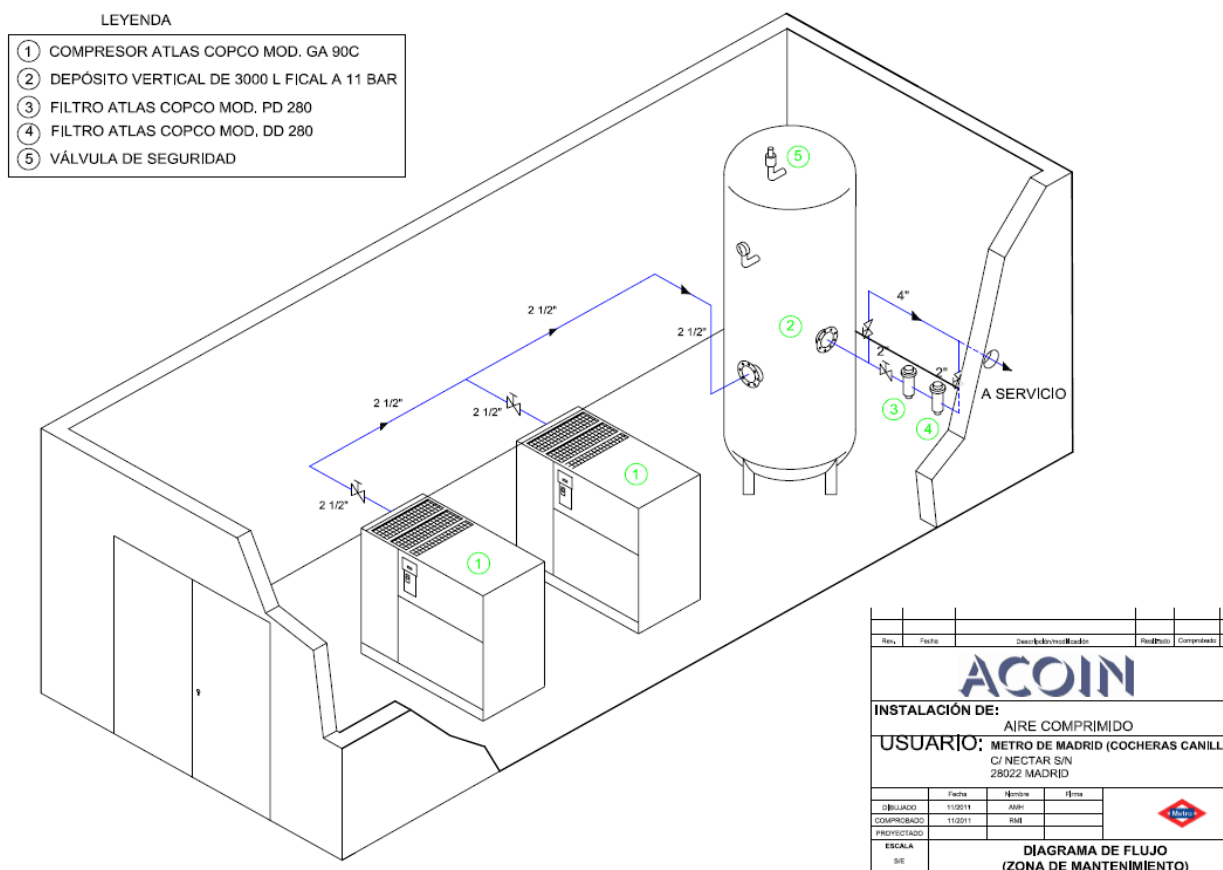 LEYENDA
1 COMPRESOR ATLAS COPCO MOD. GA 90C
2 DEPÓSITO VERTICAL DE 3000 L FICAL A 11 BAR
3 FILTRO ATLAS COPCO MOD. PD 280
4 FILTRO ATLAS COPCO MOD. DD 280
5 VÁLVULA DE SEGURIDAD
5
4"
2 1/2"
2 1/2"
2
2"
2"
A SERVICIO
2 1/2"
2 1/2"
3
4
1
2 1/2"
1
Rev. Fecha Descripción/modificación Realizado Comprobado
ACOIN
INSTALACIÓN DE:
AIRE COMPRIMIDO
USUARIO: METRO DE MADRID (COCHERAS CANILL
C/ NECTAR S/N
28022 MADRID
Fecha Nombre Firma
DIBUJADO 11/2011 AMH
COMPROBADO 11/2011 RMI
PROYECTADO
Metro
ESCALA
S/E
DIAGRAMA DE FLUJO
(ZONA DE MANTENIMIENTO)